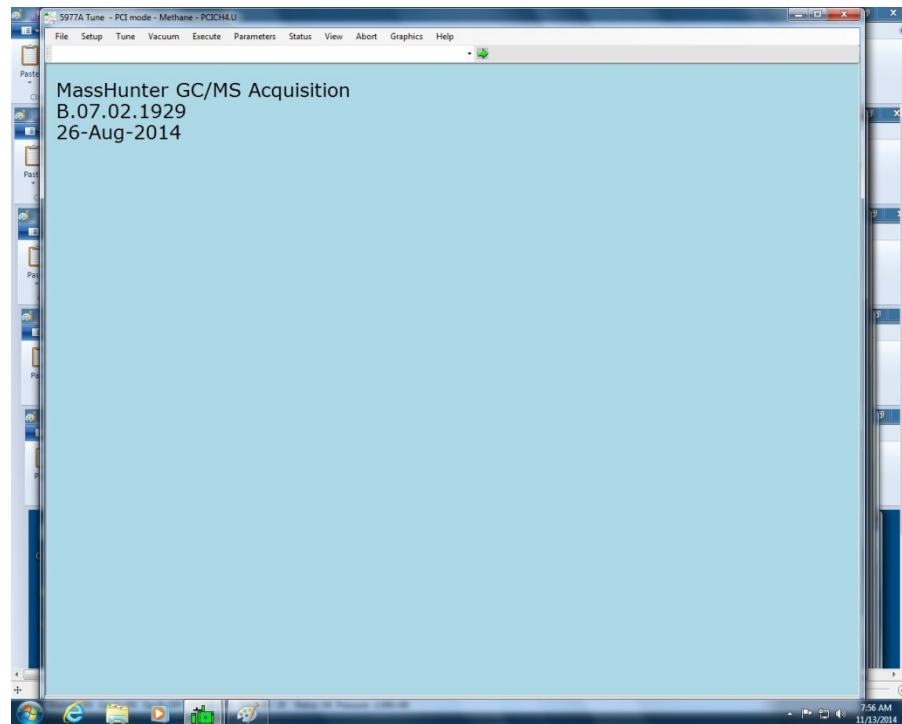 5977A Tune - PCI mode - Methane - PCICH4.U
File Setup Tune Vacuum Execute Parameters Status View Abort Graphics Help
Paste
MassHunter GC/MS Acquisition
B.07.02.1929
26-Aug-2014
7:56 AM
11/13/2014